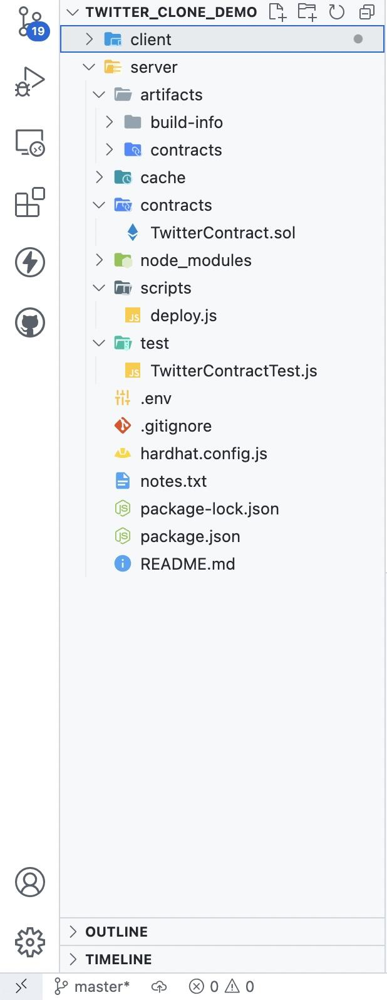 TWITTER_CLONE_DEMO
19
client
server
artifacts
build-info
contracts
cache
contracts
TwitterContract.sol
node_modules
scripts
deploy.js
test
TwitterContractTest.js
.env
.gitignore
hardhat.config.js
notes.txt
package-lock.json
package.json
README.md
OUTLINE
TIMELINE
master* 0 0